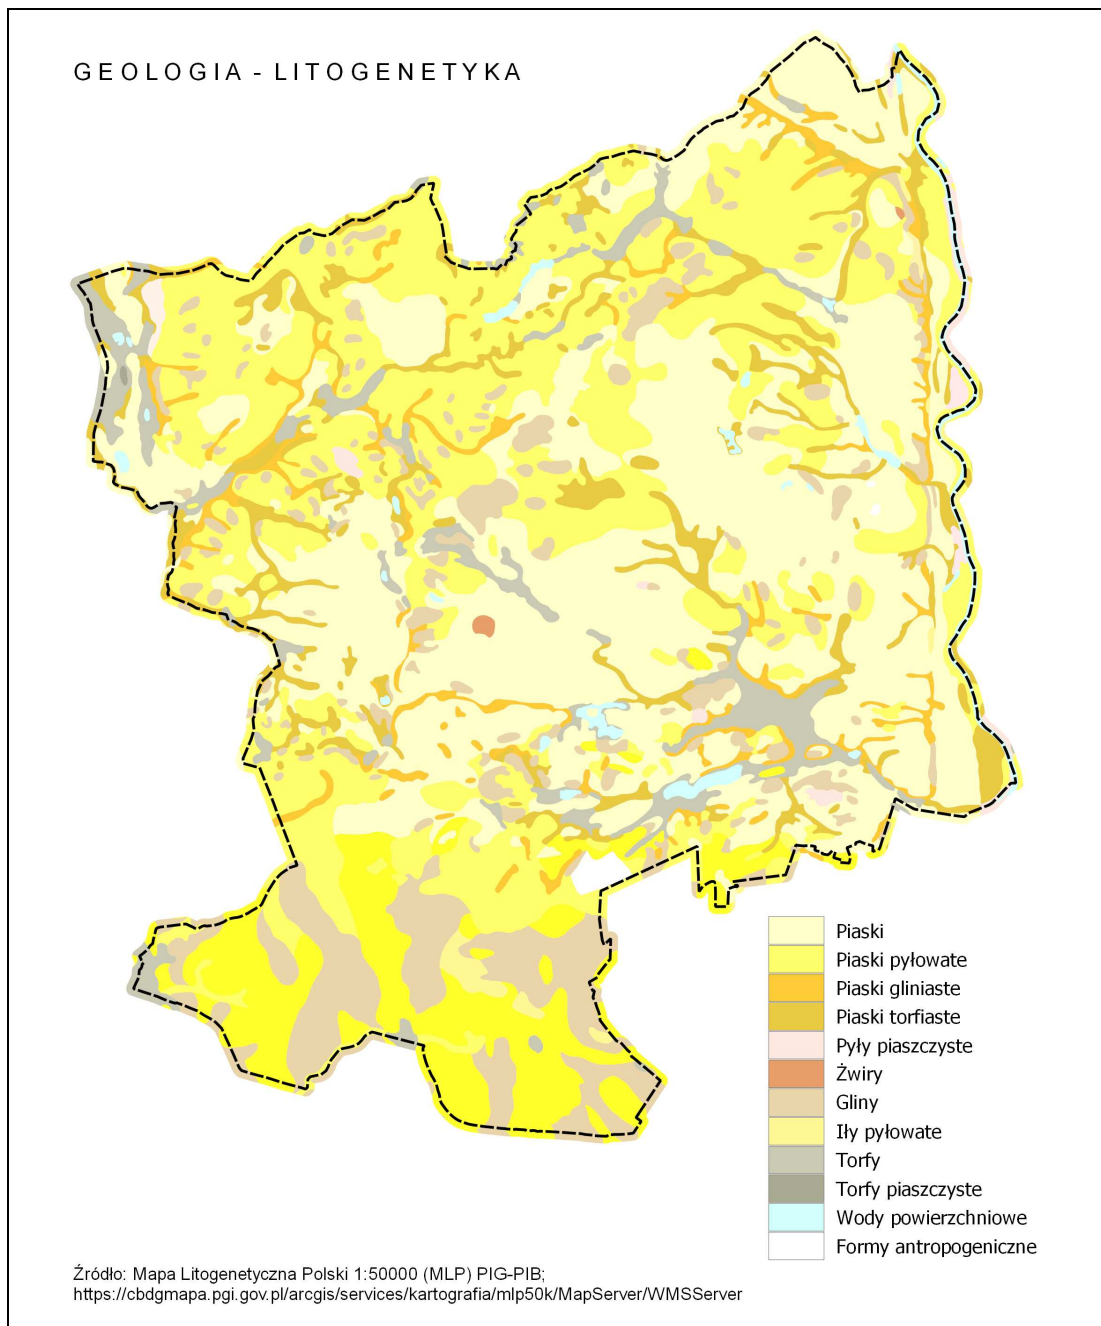 GEOLOGIA - LITOGENETYKA
Piaski
Piaski pyłowate
Piaski gliniaste
Piaski torfiaste
Pyły piaszczyste
Żwiry
Gliny
Iły pyłowate
Torfy
Torfy piaszczyste
Wody powierzchniowe
Formy antropogeniczne
Źródło: Mapa Litogenetyczna Polski 1:50000 (MLP) PIG-PIB;
https://cbdgmapa.pgi.gov.pl/arcgis/services/kartografia/mlp50k/MapServer/WMSServer